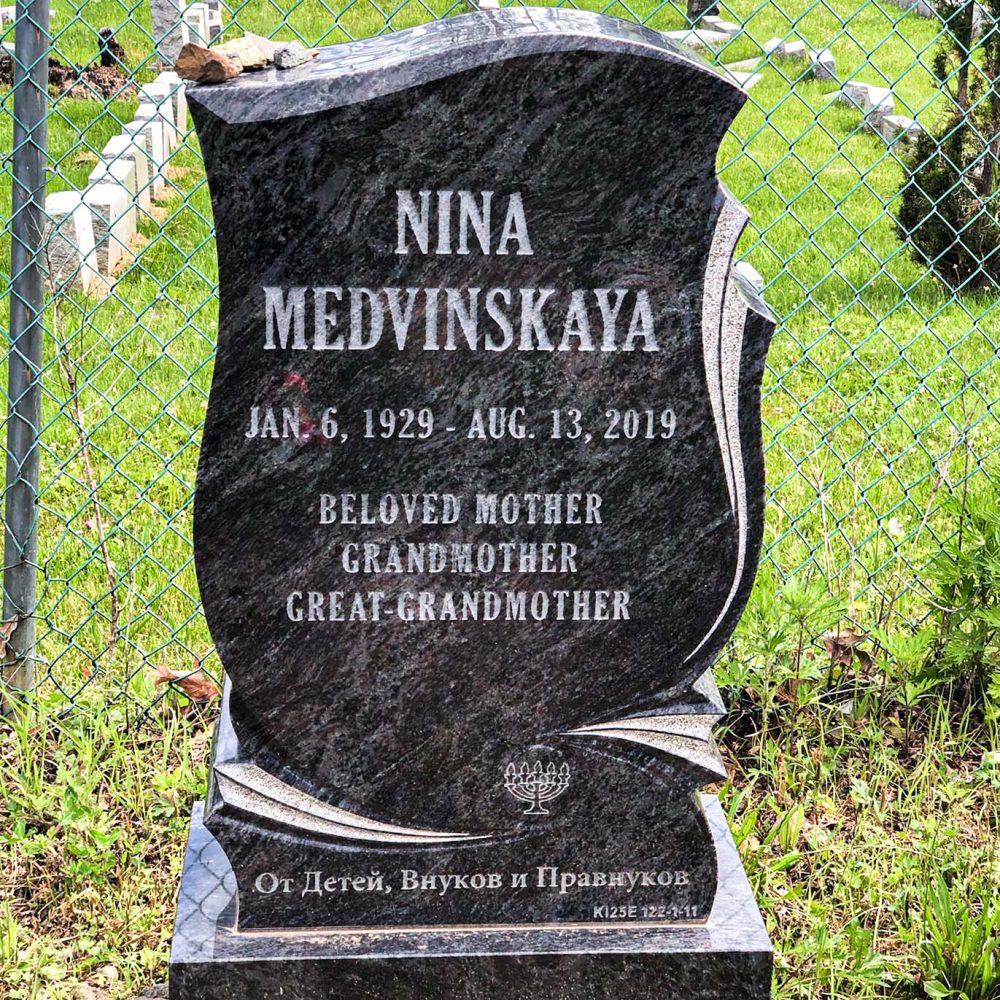 NINA
MEDVINSKAYA
JAN. 6, 1929 - AUG. 13, 2019
BELOVED MOTHER
GRANDMOTHER
GREAT-GRANDMOTHER
От Детей, Внуков и Правнуков
KI25E 122-1-11